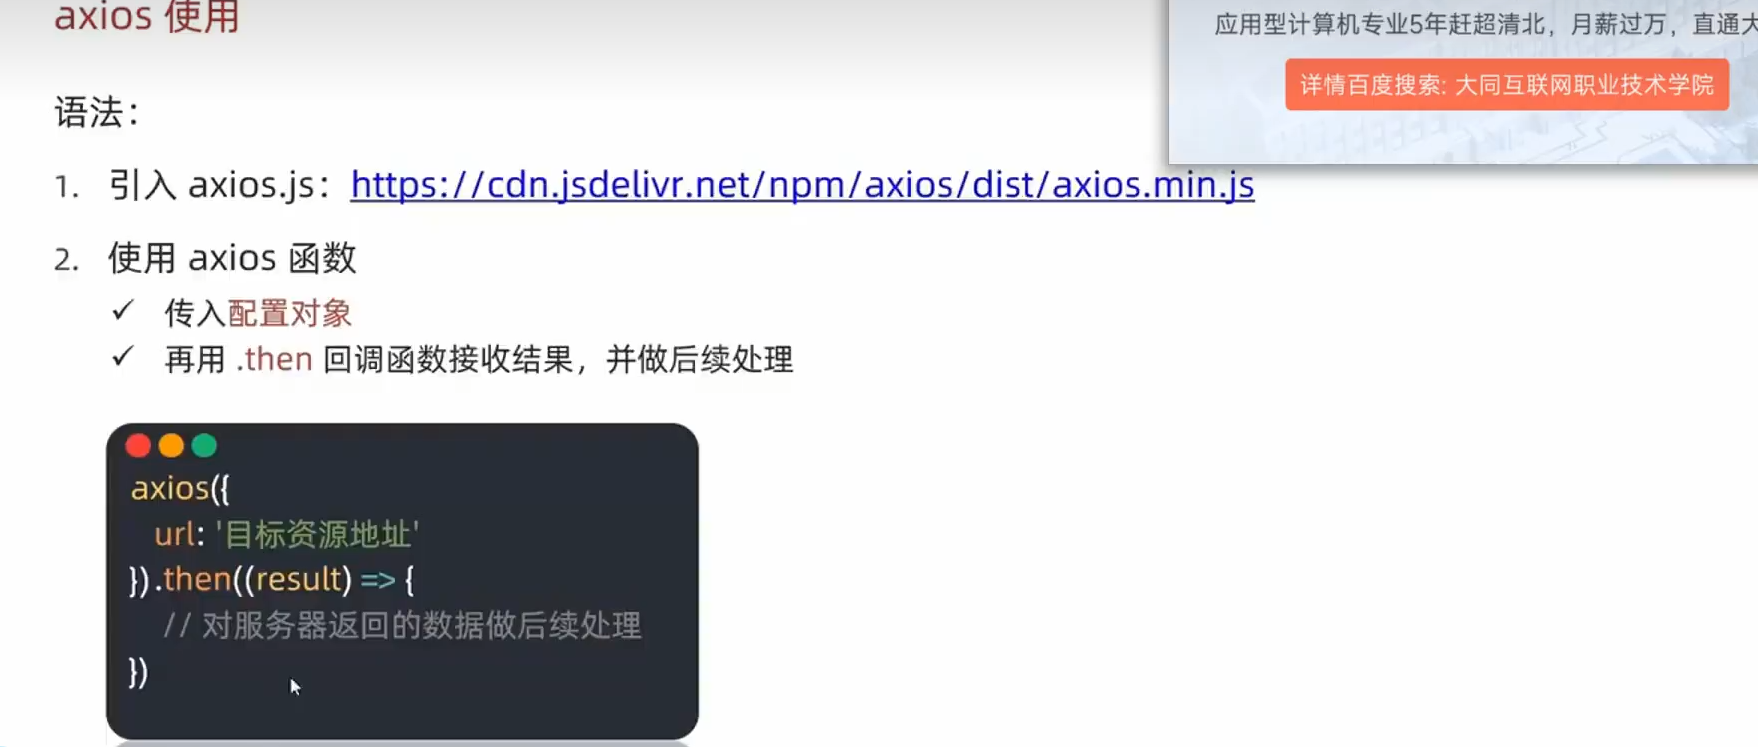 axios 使用
应用型计算机专业5年赶超清北，月薪过万，直通大
详情百度搜索: 大同互联网职业技术学院
语法：
1. 引入 axios.js：https://cdn.jsdelivr.net/npm/axios/dist/axios.min.js
2. 使用 axios 函数
✓ 传入配置对象
✓ 再用 .then 回调函数接收结果，并做后续处理
axios({
url: '目标资源地址'
}).then((result) => {
// 对服务器返回的数据做后续处理
})